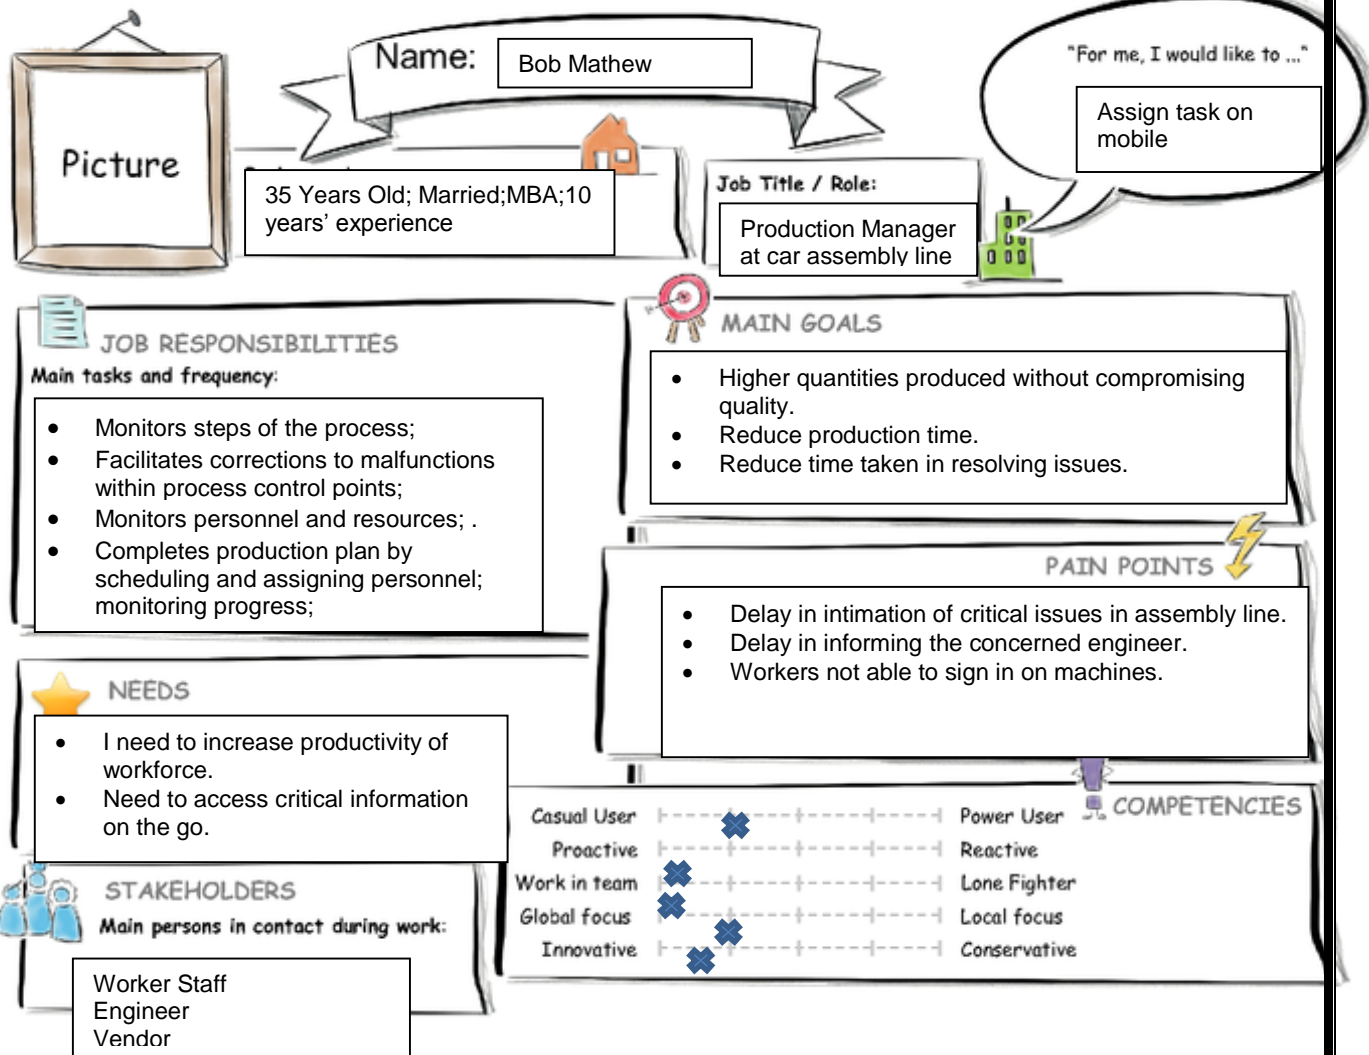 Picture
Name:
Bob Mathew
"For me, I would like to ..."
Assign task on
mobile
35 Years Old; Married;MBA;10
years’ experience
Job Title / Role:
Production Manager
at car assembly line
JOB RESPONSIBILITIES
Main tasks and frequency:
• Monitors steps of the process;
• Facilitates corrections to malfunctions
within process control points;
• Monitors personnel and resources; .
• Completes production plan by
scheduling and assigning personnel;
monitoring progress;
MAIN GOALS
• Higher quantities produced without compromising
quality.
• Reduce production time.
• Reduce time taken in resolving issues.
PAIN POINTS
• Delay in intimation of critical issues in assembly line.
• Delay in informing the concerned engineer.
• Workers not able to sign in on machines.
NEEDS
• I need to increase productivity of
workforce.
• Need to access critical information
on the go.
STAKEHOLDERS
Main persons in contact during work:
Worker Staff
Engineer
Vendor
COMPETENCIES
Casual User Power User
Proactive Reactive
Work in team Lone Fighter
Global focus Local focus
Innovative Conservative